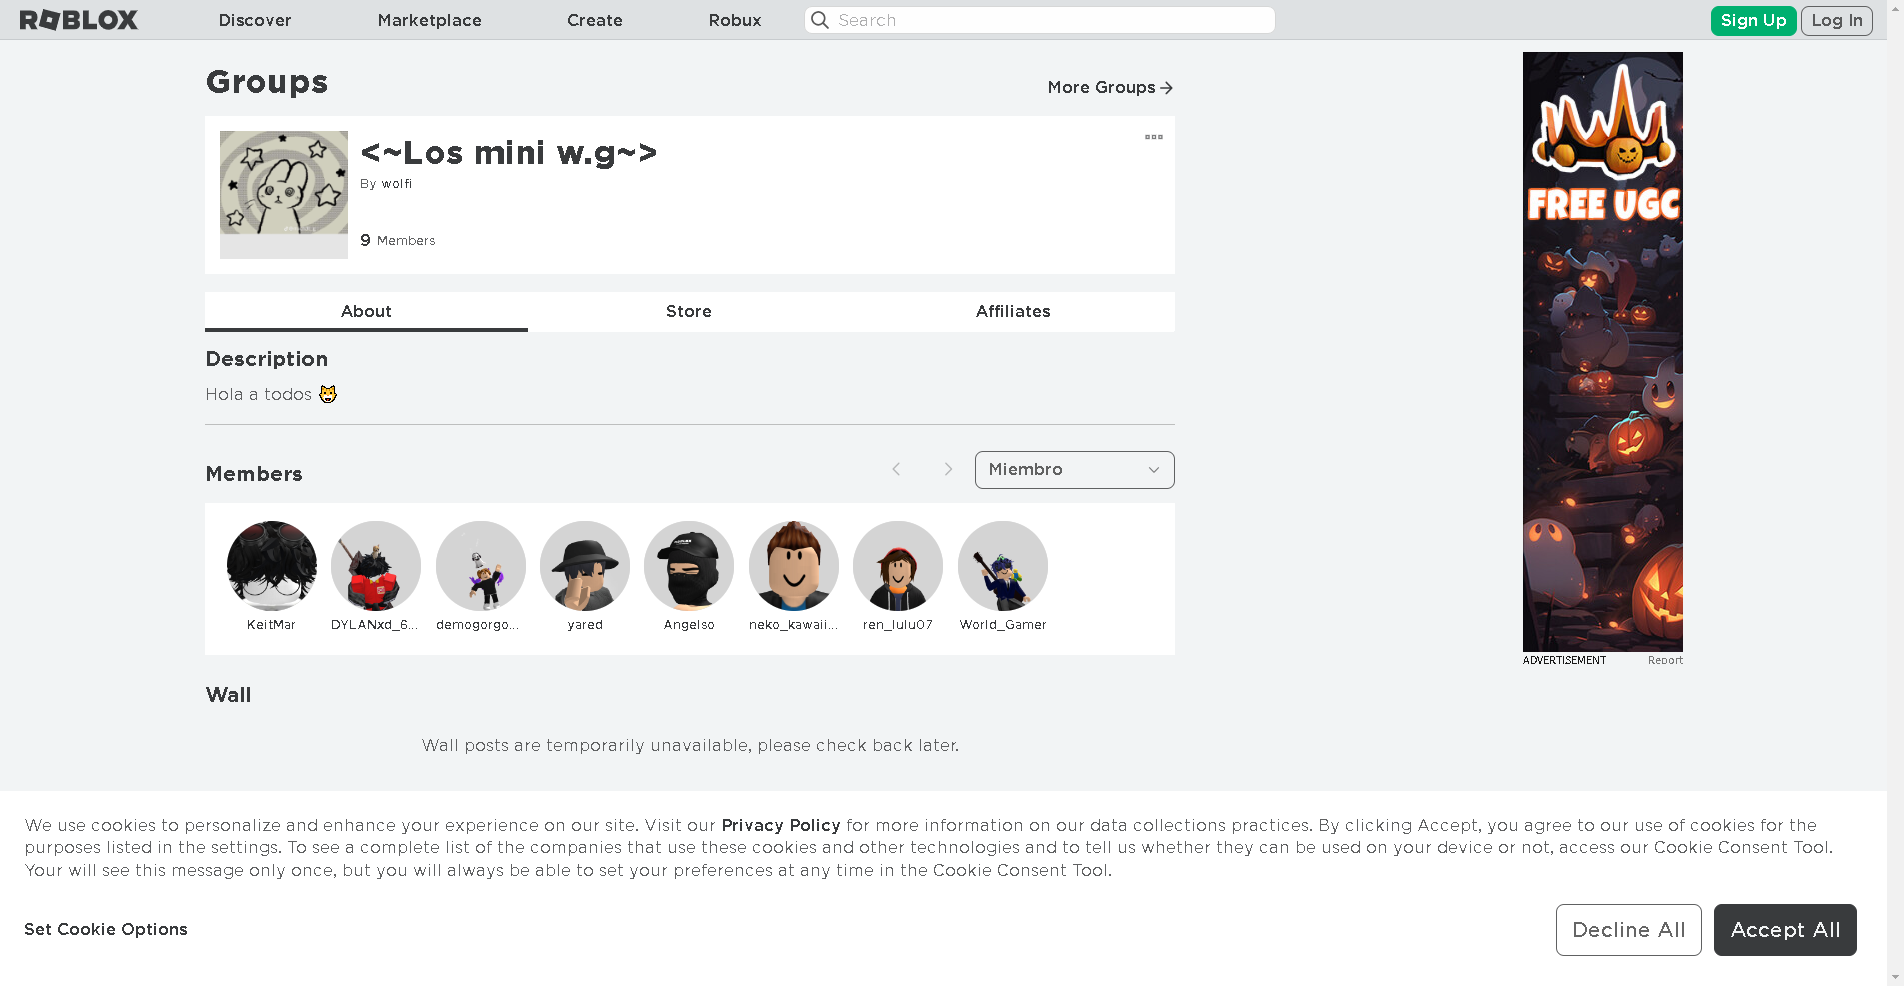 ROBLOX
Discover
Marketplace
Create
Robux
Search
Sign Up
Log In
Groups
More Groups
<~Los mini w.g~>
By wolfi
9 Members
About
Store
Affiliates
Description
Hola a todos 🐱
Members
Miembro
KeitMar
DYLANxd_6...
demogorgo...
yared
Angelso
neko_kawaii...
ren_lulu07
World_Gamer
Wall
Wall posts are temporarily unavailable, please check back later.
FREE UGC
ADVERTISEMENT
Report
We use cookies to personalize and enhance your experience on our site. Visit our Privacy Policy for more information on our data collections practices. By clicking Accept, you agree to our use of cookies for the
purposes listed in the settings. To see a complete list of the companies that use these cookies and other technologies and to tell us whether they can be used on your device or not, access our Cookie Consent Tool.
Your will see this message only once, but you will always be able to set your preferences at any time in the Cookie Consent Tool.
Set Cookie Options
Decline All
Accept All